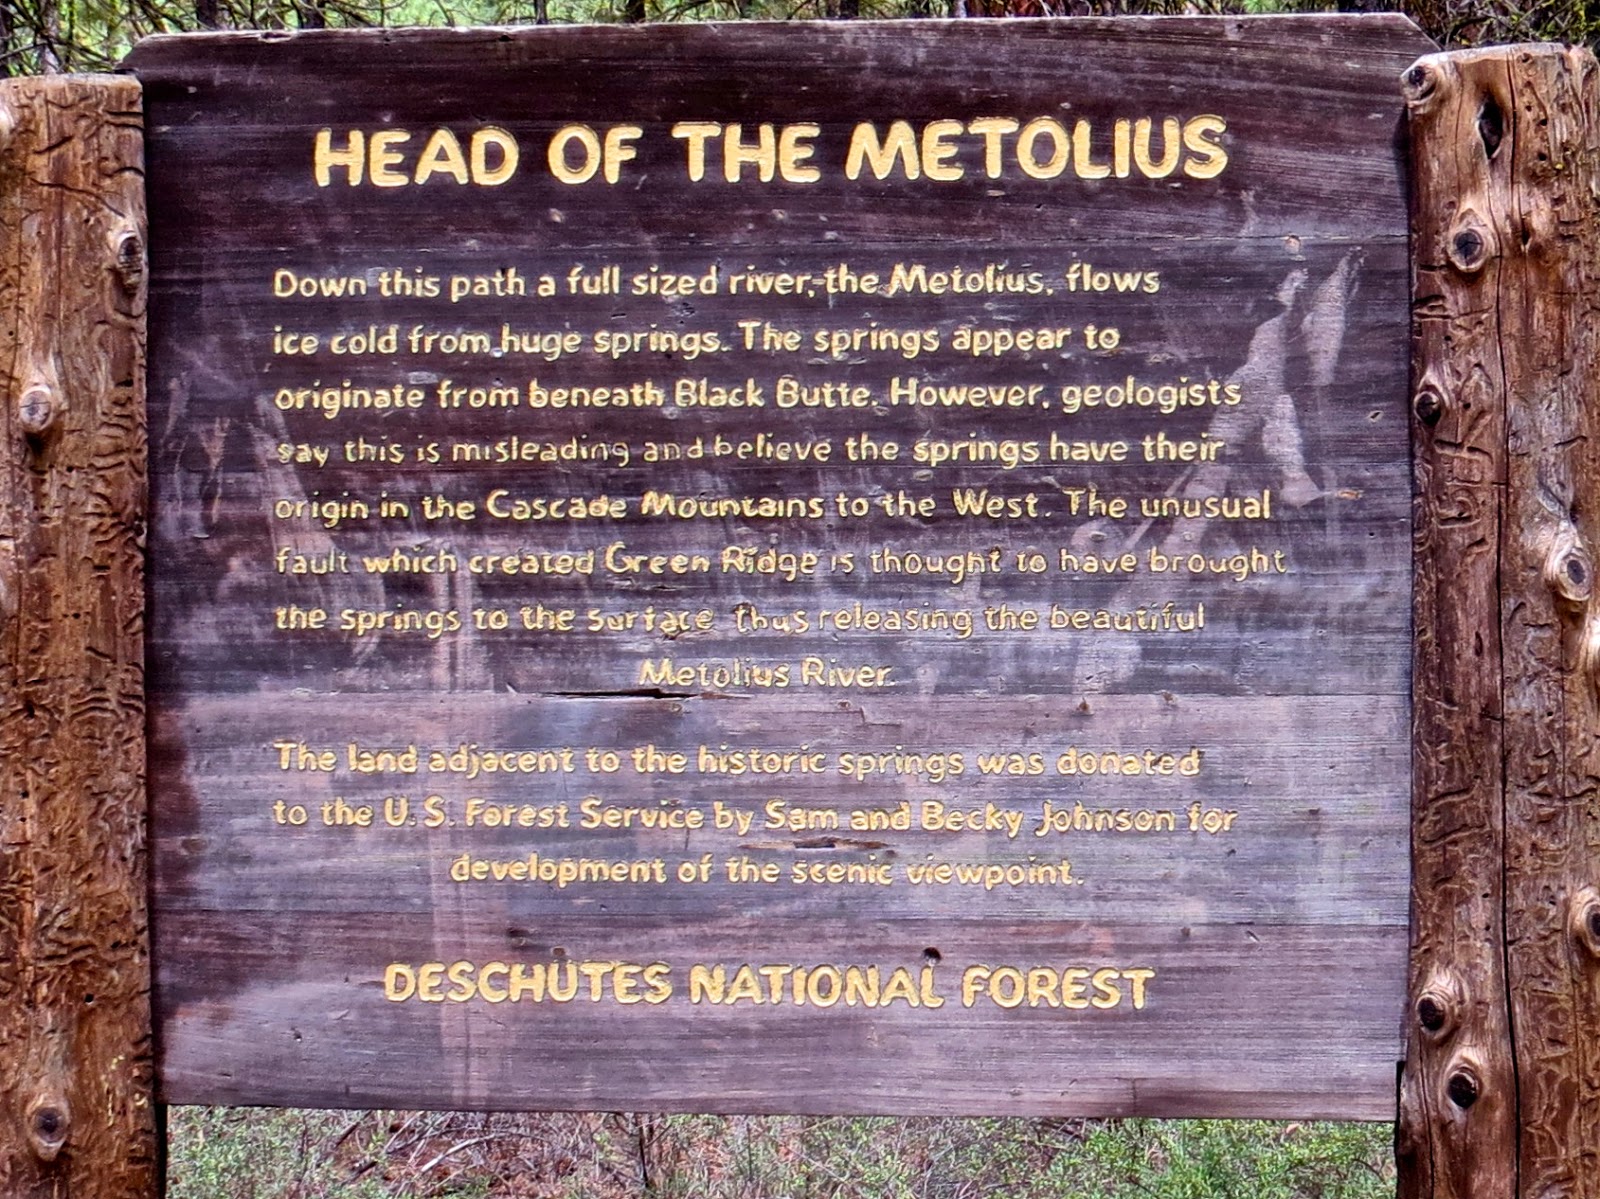 HEAD OF THE METOLIUS
Down this path a full sized river, the Metolius, flows
ice cold from huge springs. The springs appear to
originate from beneath Black Butte. However, geologists
say this is misleading and believe the springs have their
origin in the Cascade Mountains to the West. The unusual
fault which created Green Ridge is thought to have brought
the springs to the surface thus releasing the beautiful
Metolius River.
The land adjacent to the historic springs was donated
to the U.S. Forest Service by Sam and Becky Johnson for
development of the scenic viewpoint.
DESCHUTES NATIONAL FOREST